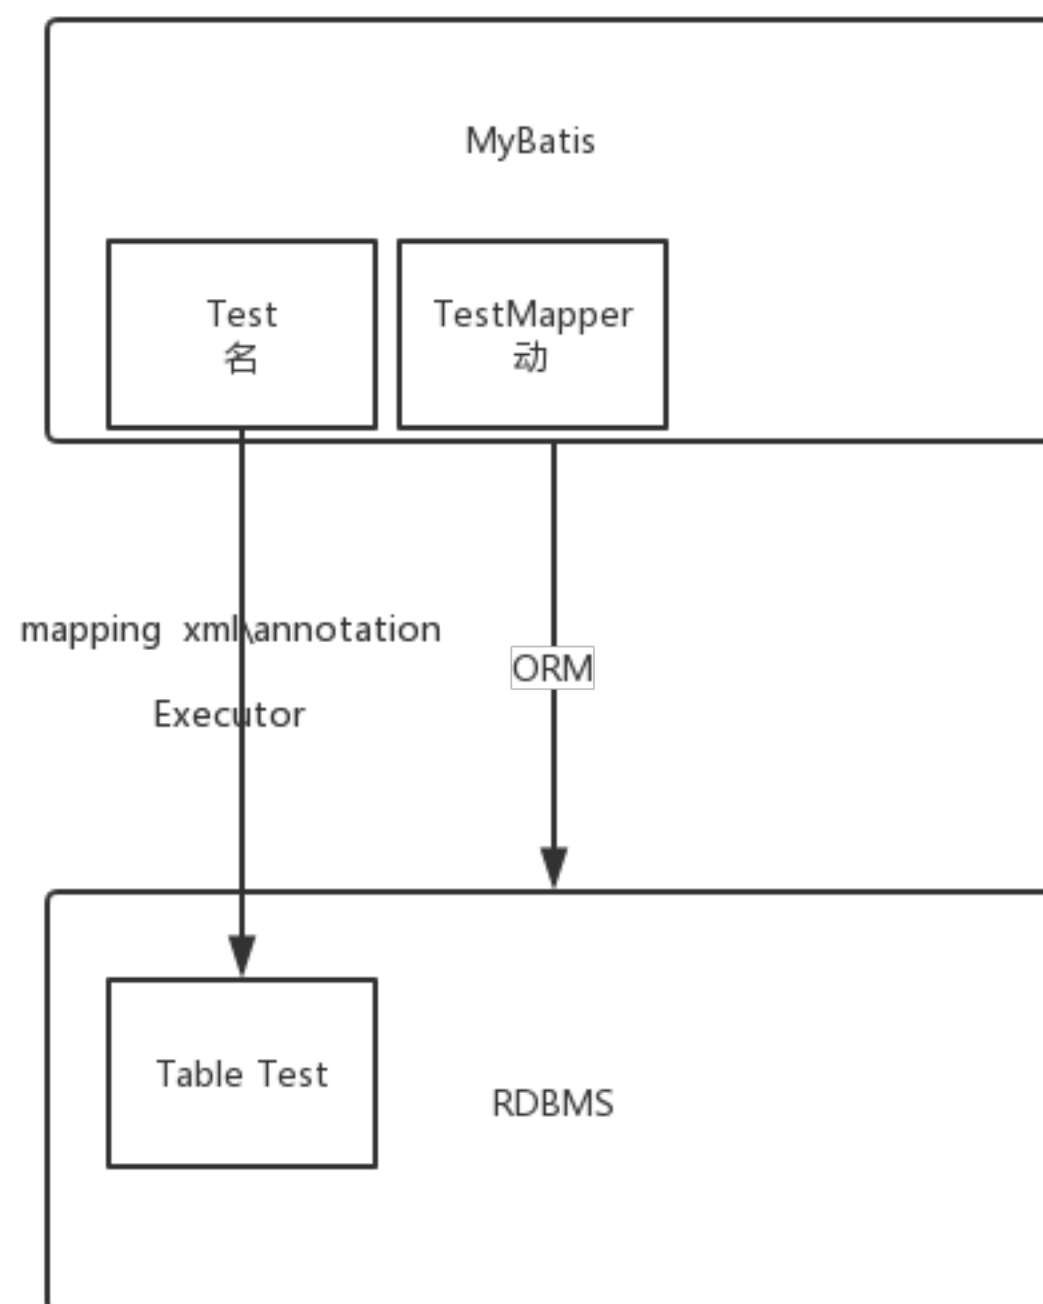 MyBatis
Test
名
TestMapper
动
mapping xml\annotation
ORM
Executor
Table Test
RDBMS